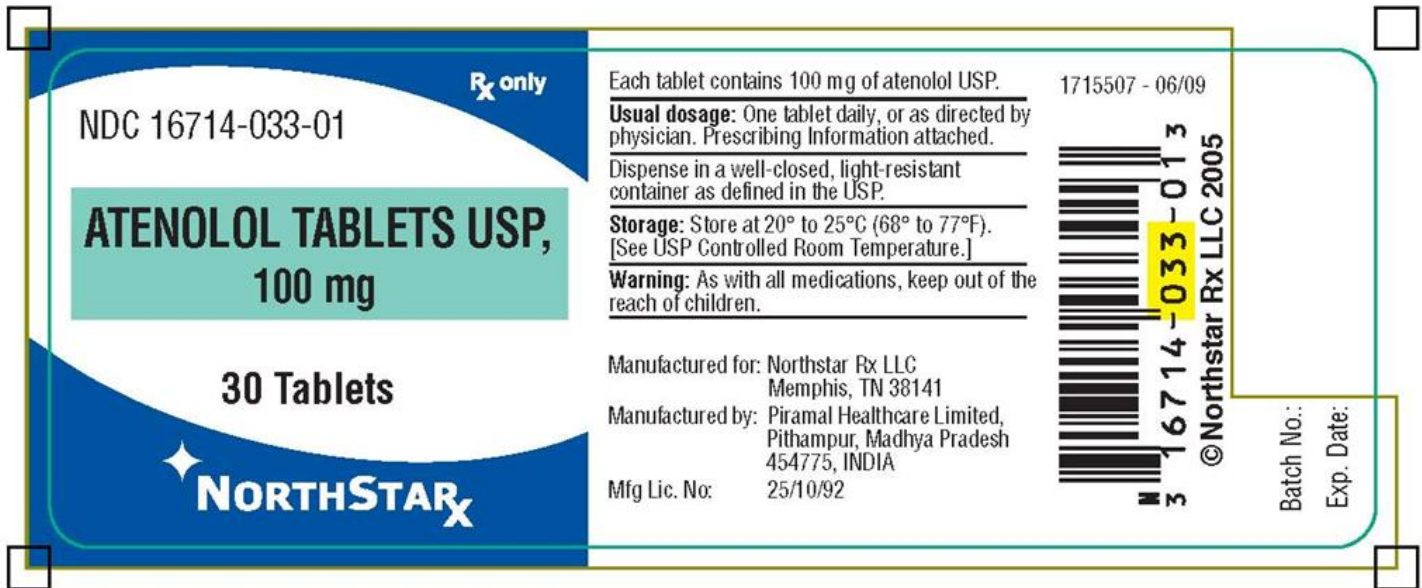 Rx only
NDC 16714-033-01
ATENOLOL TABLETS USP,
100 mg
30 Tablets
NORTHSTARx
Each tablet contains 100 mg of atenolol USP.
Usual dosage: One tablet daily, or as directed by
physician. Prescribing Information attached.
Dispense in a well-closed, light-resistant
container as defined in the USP.
Storage: Store at 20° to 25°C (68° to 77°F).
[See USP Controlled Room Temperature.]
Warning: As with all medications, keep out of the
reach of children.
Manufactured for: Northstar Rx LLC
Memphis, TN 38141
Manufactured by: Piramal Healthcare Limited,
Pithampur, Madhya Pradesh
454775, INDIA
Mfg Lic. No: 25/10/92
1715507 - 06/09
N
3 16714-033-01 3
©Northstar Rx LLC 2005
Batch No.:
Exp. Date: